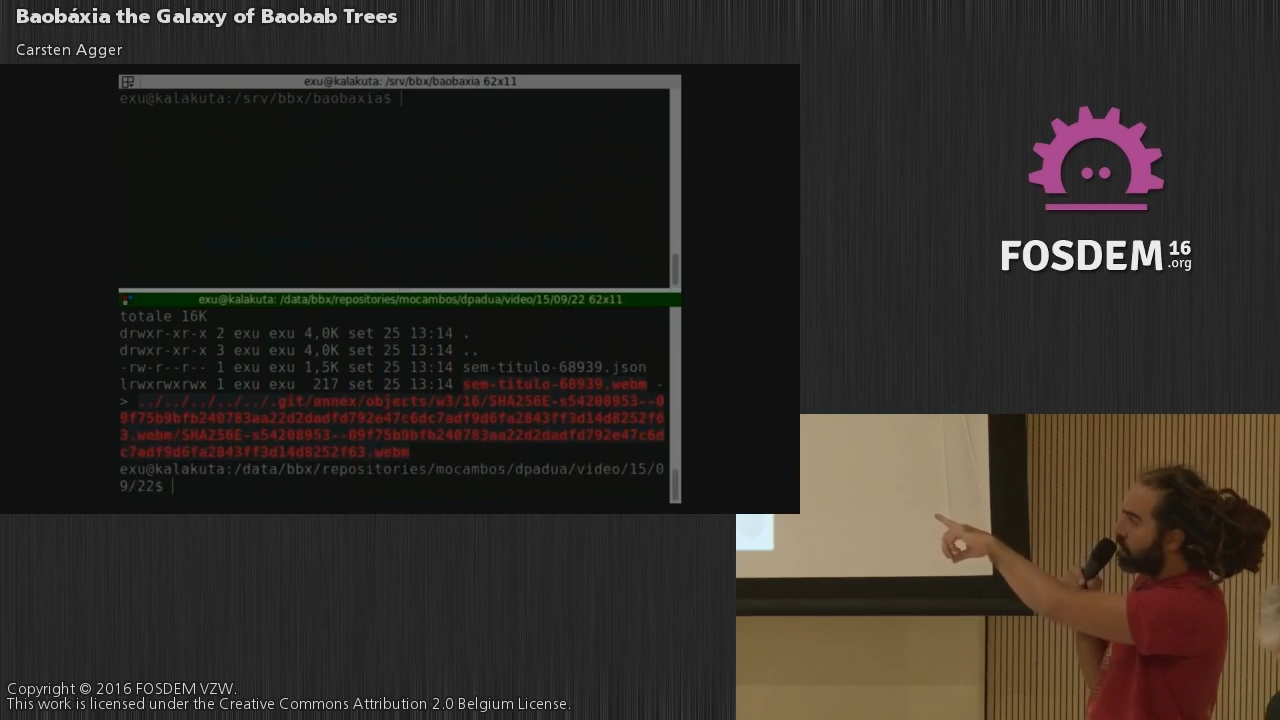 Baobáxia the Galaxy of Baobab Trees
Carsten Agger
exu@kalakuta: /srv/bbx/baobaxia 62x11
exu@kalakuta:/srv/bbx/baobaxia$
exu@kalakuta: /data/bbx/repositories/mocambos/dpadua/video/15/09/22 62x11
totale 16K
drwxr-xr-x 2 exu exu 4,0K set 25 13:14 .
drwxr-xr-x 3 exu exu 4,0K set 25 13:14 ..
-rw-r--r-- 1 exu exu 1,5K set 25 13:14 sem-titulo-68939.json
lrwxrwxrwx 1 exu exu  217 set 25 13:14 sem-titulo-68939.webm -
> ../../../../../.git/annex/objects/w3/16/SHA256E-s54208953--0
9f75b9bfb240783aa22d2dadfd792e47c6dc7adf9d6fa2843ff3d14d8252f6
3.webm/SHA256E-s54208953--09f75b9bfb240783aa22d2dadfd792e47c6d
c7adf9d6fa2843ff3d14d8252f63.webm
exu@kalakuta:/data/bbx/repositories/mocambos/dpadua/video/15/0
9/22$
FOSDEM 16
.org
Copyright © 2016 FOSDEM VZW.
This work is licensed under the Creative Commons Attribution 2.0 Belgium License.